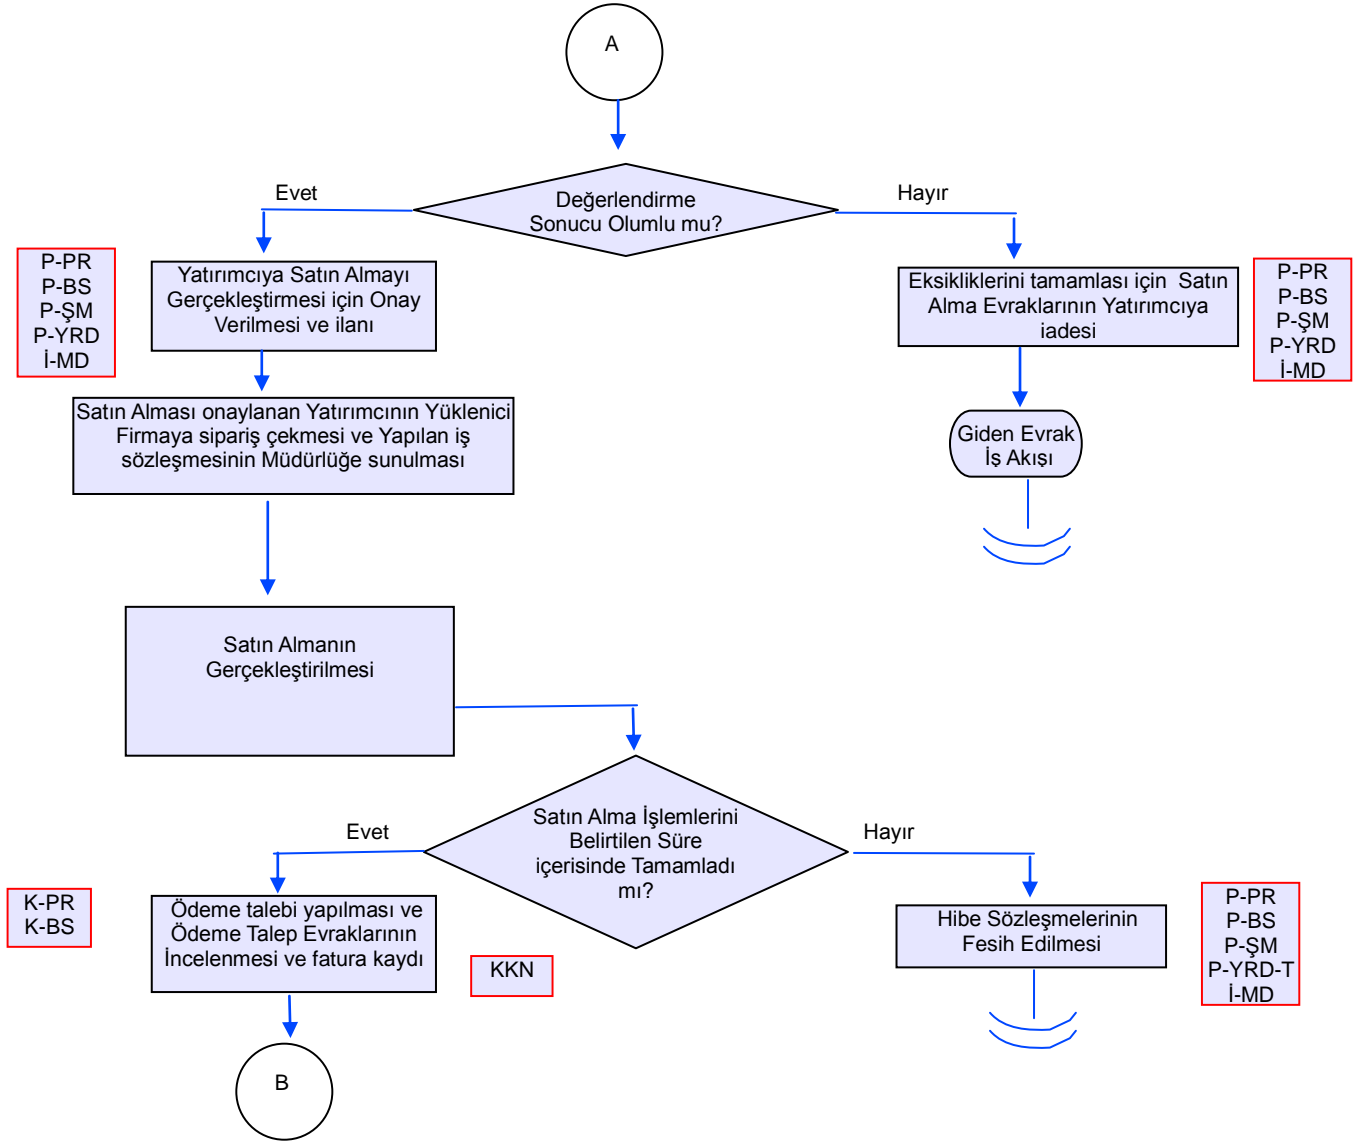 A
Değerlendirme
Sonucu Olumlu mu?
Evet
Hayır
P-PR
P-BS
P-ŞM
P-YRD
İ-MD
Yatırımcıya Satın Almayı
Gerçekleştirmesi için Onay
Verilmesi ve ilanı
Eksikliklerini tamamlası için  Satın
Alma Evraklarının Yatırımcıya
iadesi
P-PR
P-BS
P-ŞM
P-YRD
İ-MD
Satın Alması onaylanan Yatırımcının Yüklenici
Firmaya sipariş çekmesi ve Yapılan iş
sözleşmesinin Müdürlüğe sunulması
Giden Evrak
İş Akışı
Satın Almanın
Gerçekleştirilmesi
Satın Alma İşlemlerini
Belirtilen Süre
içerisinde Tamamladı
mı?
Evet
Hayır
K-PR
K-BS
Ödeme talebi yapılması ve
Ödeme Talep Evraklarının
İncelenmesi ve fatura kaydı
KKN
Hibe Sözleşmelerinin
Fesih Edilmesi
P-PR
P-BS
P-ŞM
P-YRD-T
İ-MD
B